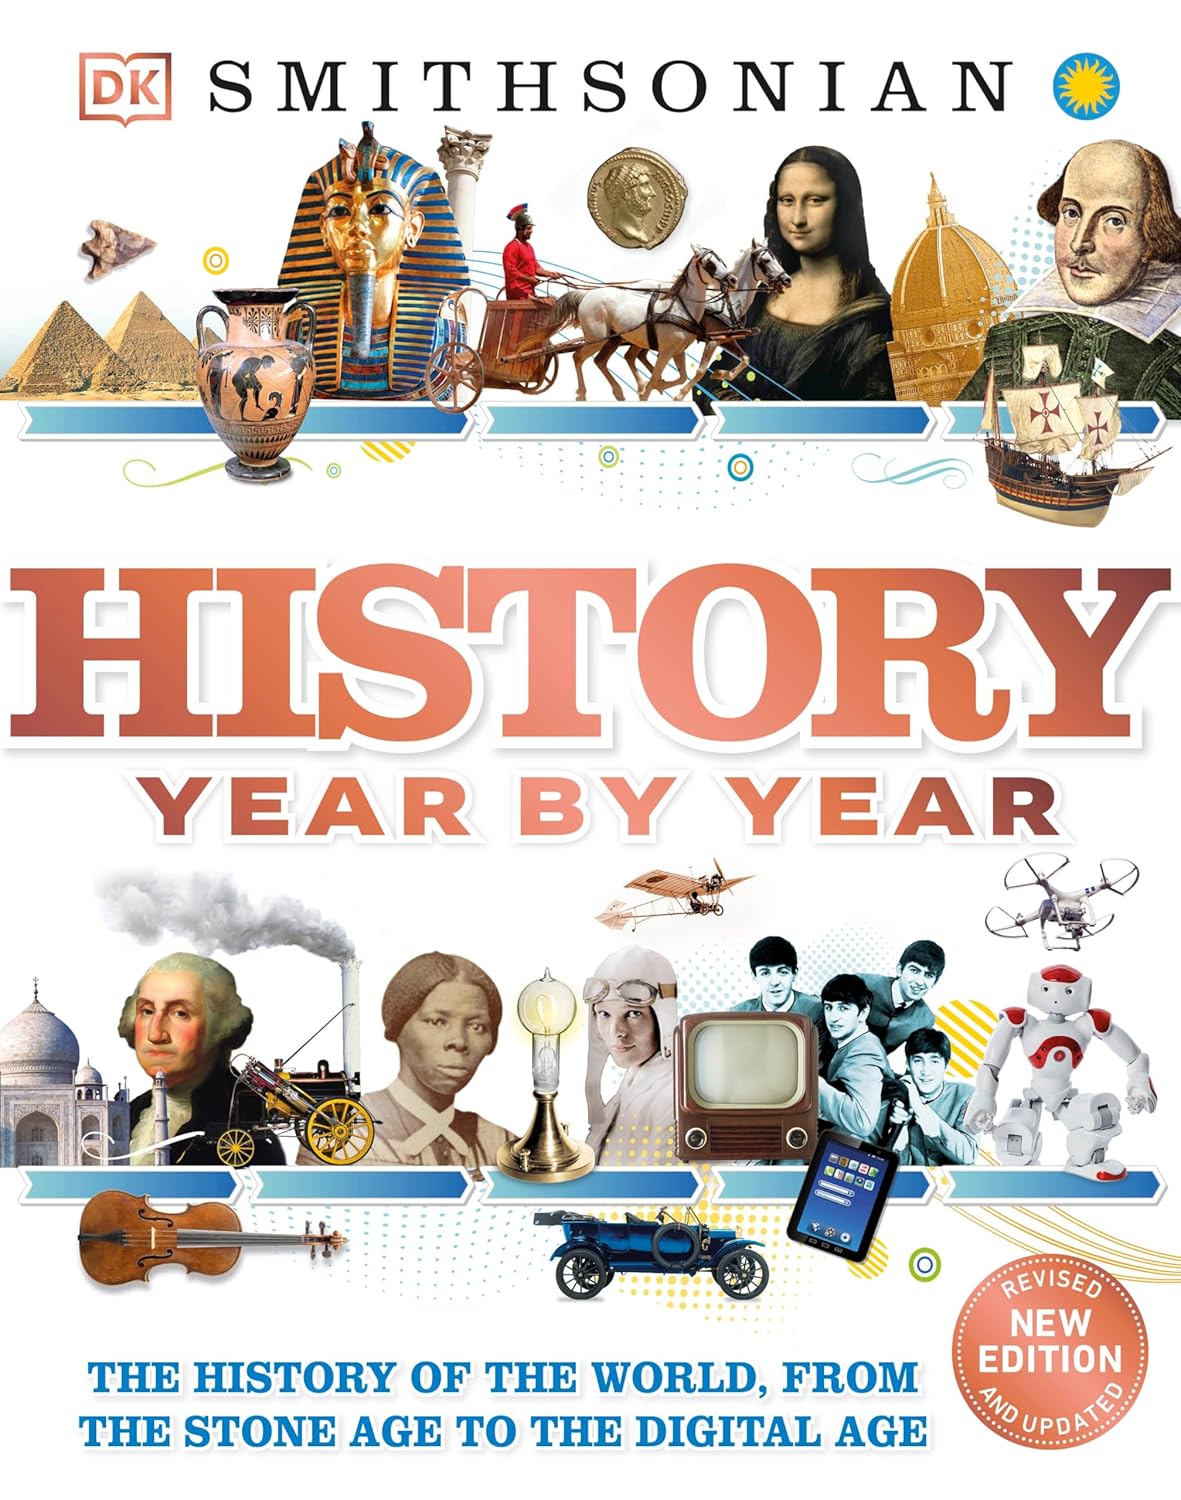 DK
SMITHSONIAN
HISTORY
YEAR BY YEAR
REVISED
NEW
EDITION
AND UPDATED
THE HISTORY OF THE WORLD, FROM
THE STONE AGE TO THE DIGITAL AGE